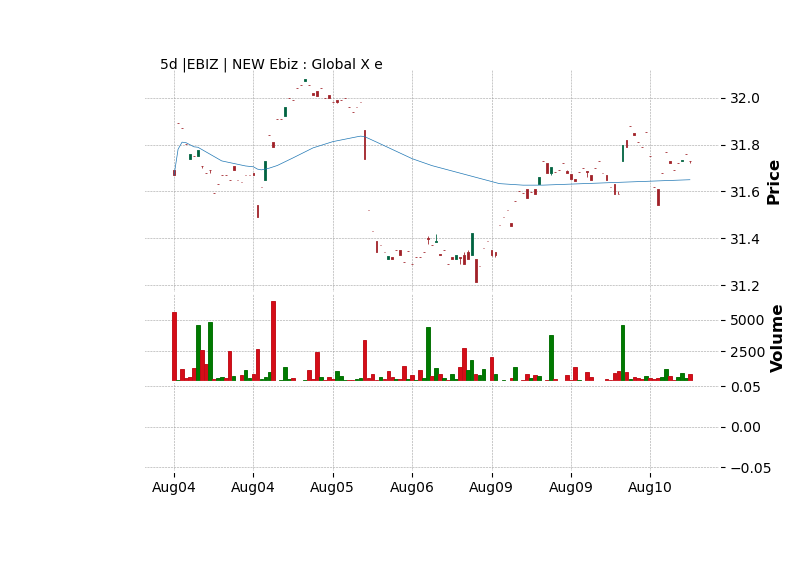 5d |EBIZ | NEW Ebiz : Global X e
32.0
31.8
31.6
31.4
31.2
Price
5000
2500
Volume
0.05
0.00
−0.05
Aug04 Aug04 Aug05 Aug06 Aug09 Aug09 Aug10